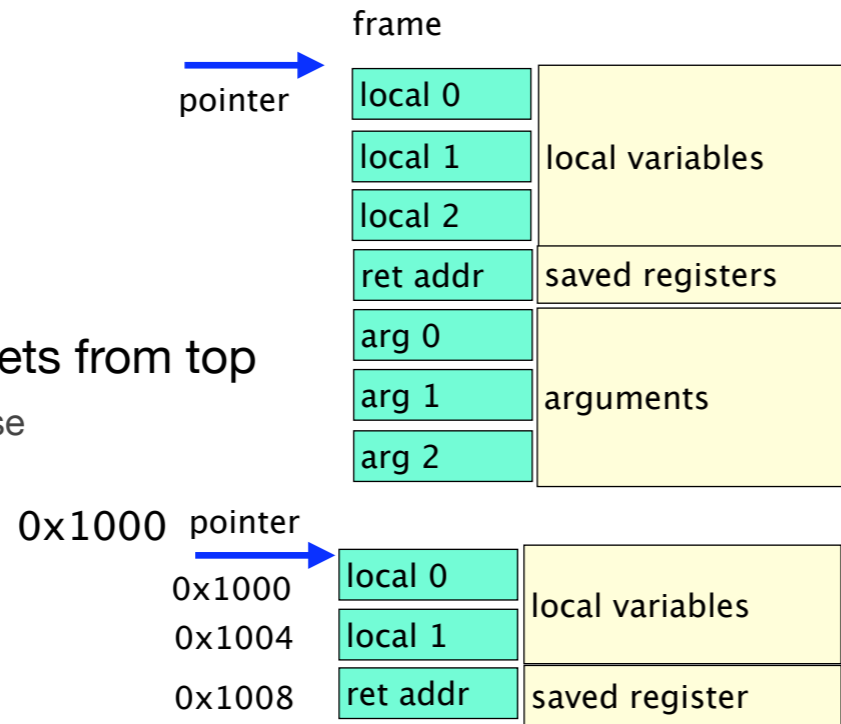 frame
pointer
local 0
local 1
local variables
local 2
ret addr
saved registers
arg 0
from top
arg 1
arguments
arg 2
0x1000
pointer
local 0
0x1000
local variables
0x1004
local 1
0x1008
ret addr
saved register